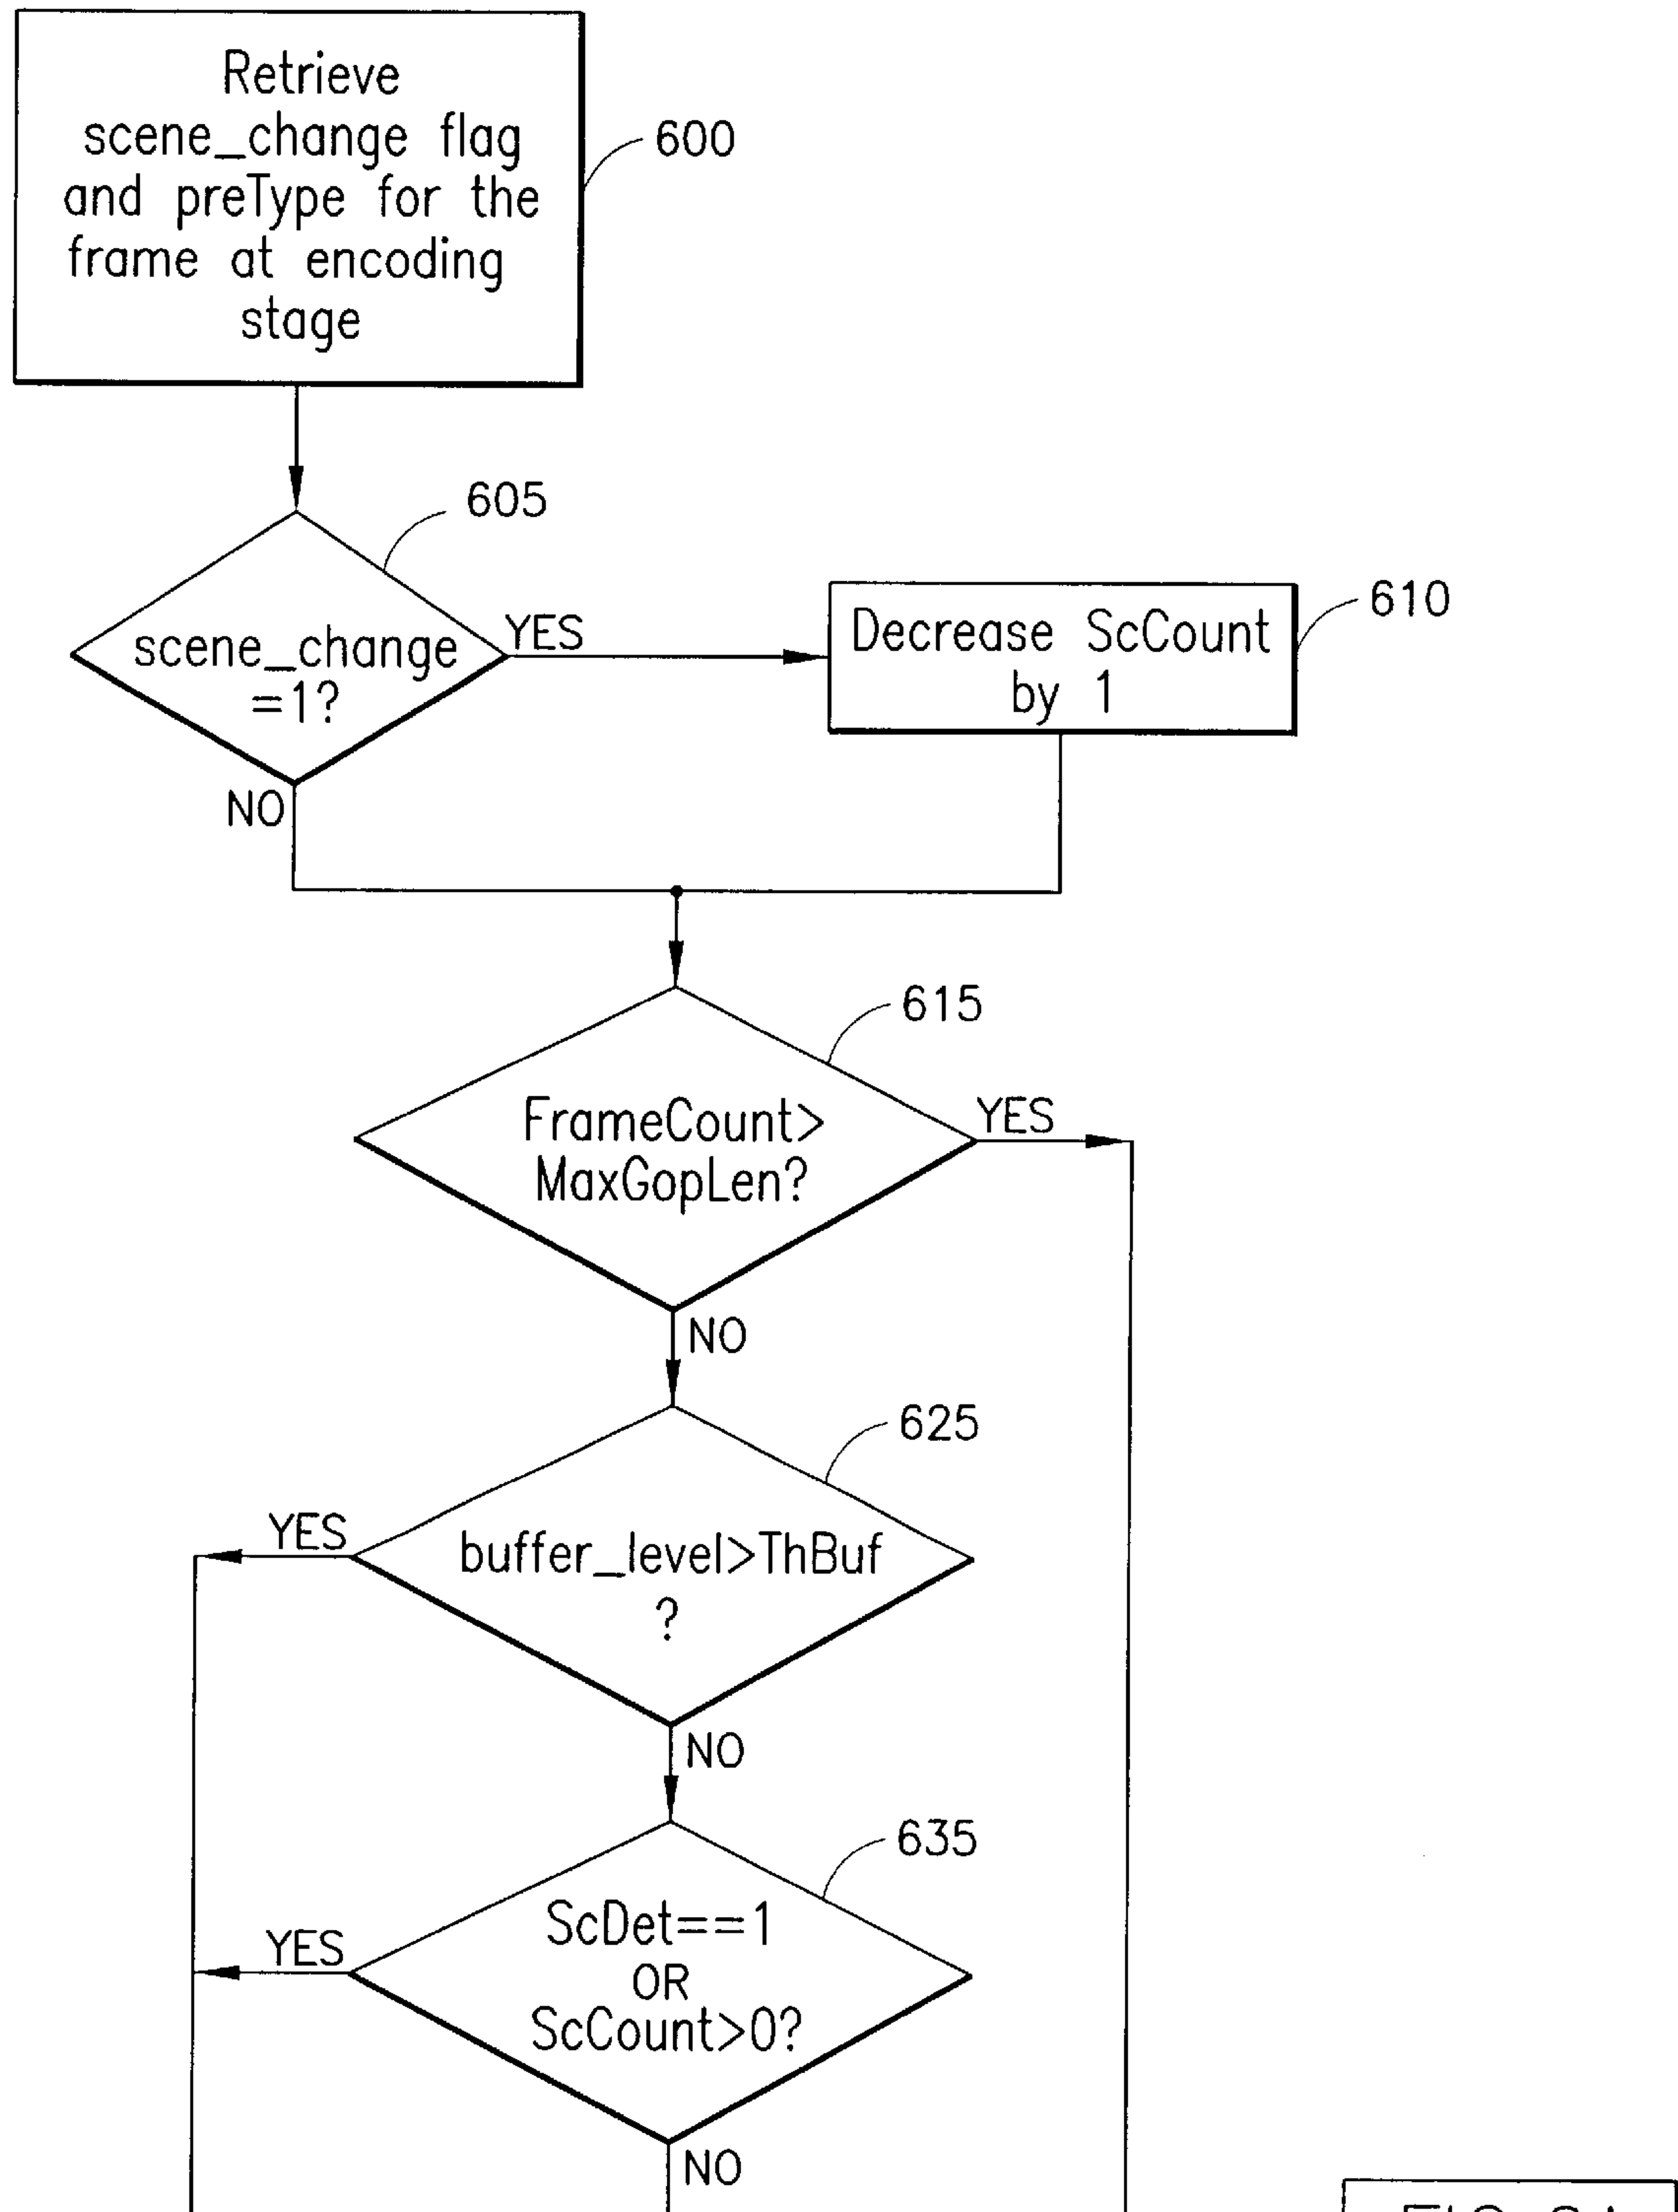 Retrieve
scene_change flag
and preType for the
frame at encoding
stage
600
605
scene_change
=1?
YES
NO
Decrease ScCount
by 1
610
615
FrameCount>
MaxGopLen?
YES
NO
625
buffer_level>ThBuf
?
YES
NO
635
ScDet==1
OR
ScCount>0?
YES
NO